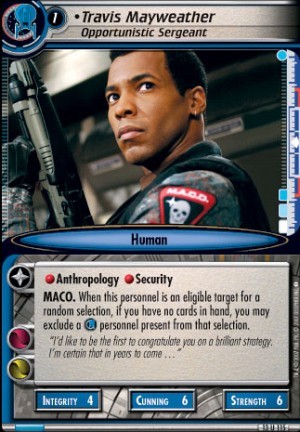 1
•Travis Mayweather
Opportunistic Sergeant
M.A.C.O.
Human
Anthropology Security
MACO. When this personnel is an eligible target for a
random selection, if you have no cards in hand, you may
exclude a personnel present from that selection.
"I'd like to be the first to congratulate you on a brilliant strategy.
I'm certain that in years to come . . ."
INTEGRITY 4 CUNNING 6 STRENGTH 6